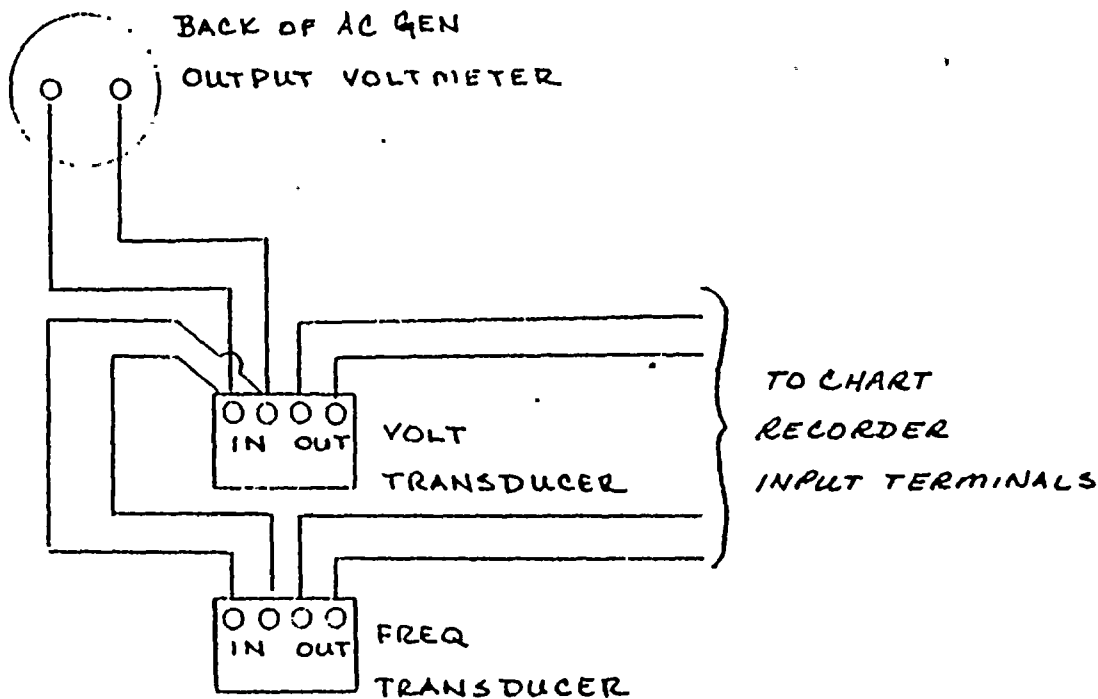 BACK OF AC GEN
OUTPUT VOLTMETER
TO CHART
RECORDER
INPUT TERMINALS
IN OUT
VOLT
TRANSDUCER
IN OUT
FREQ
TRANSDUCER